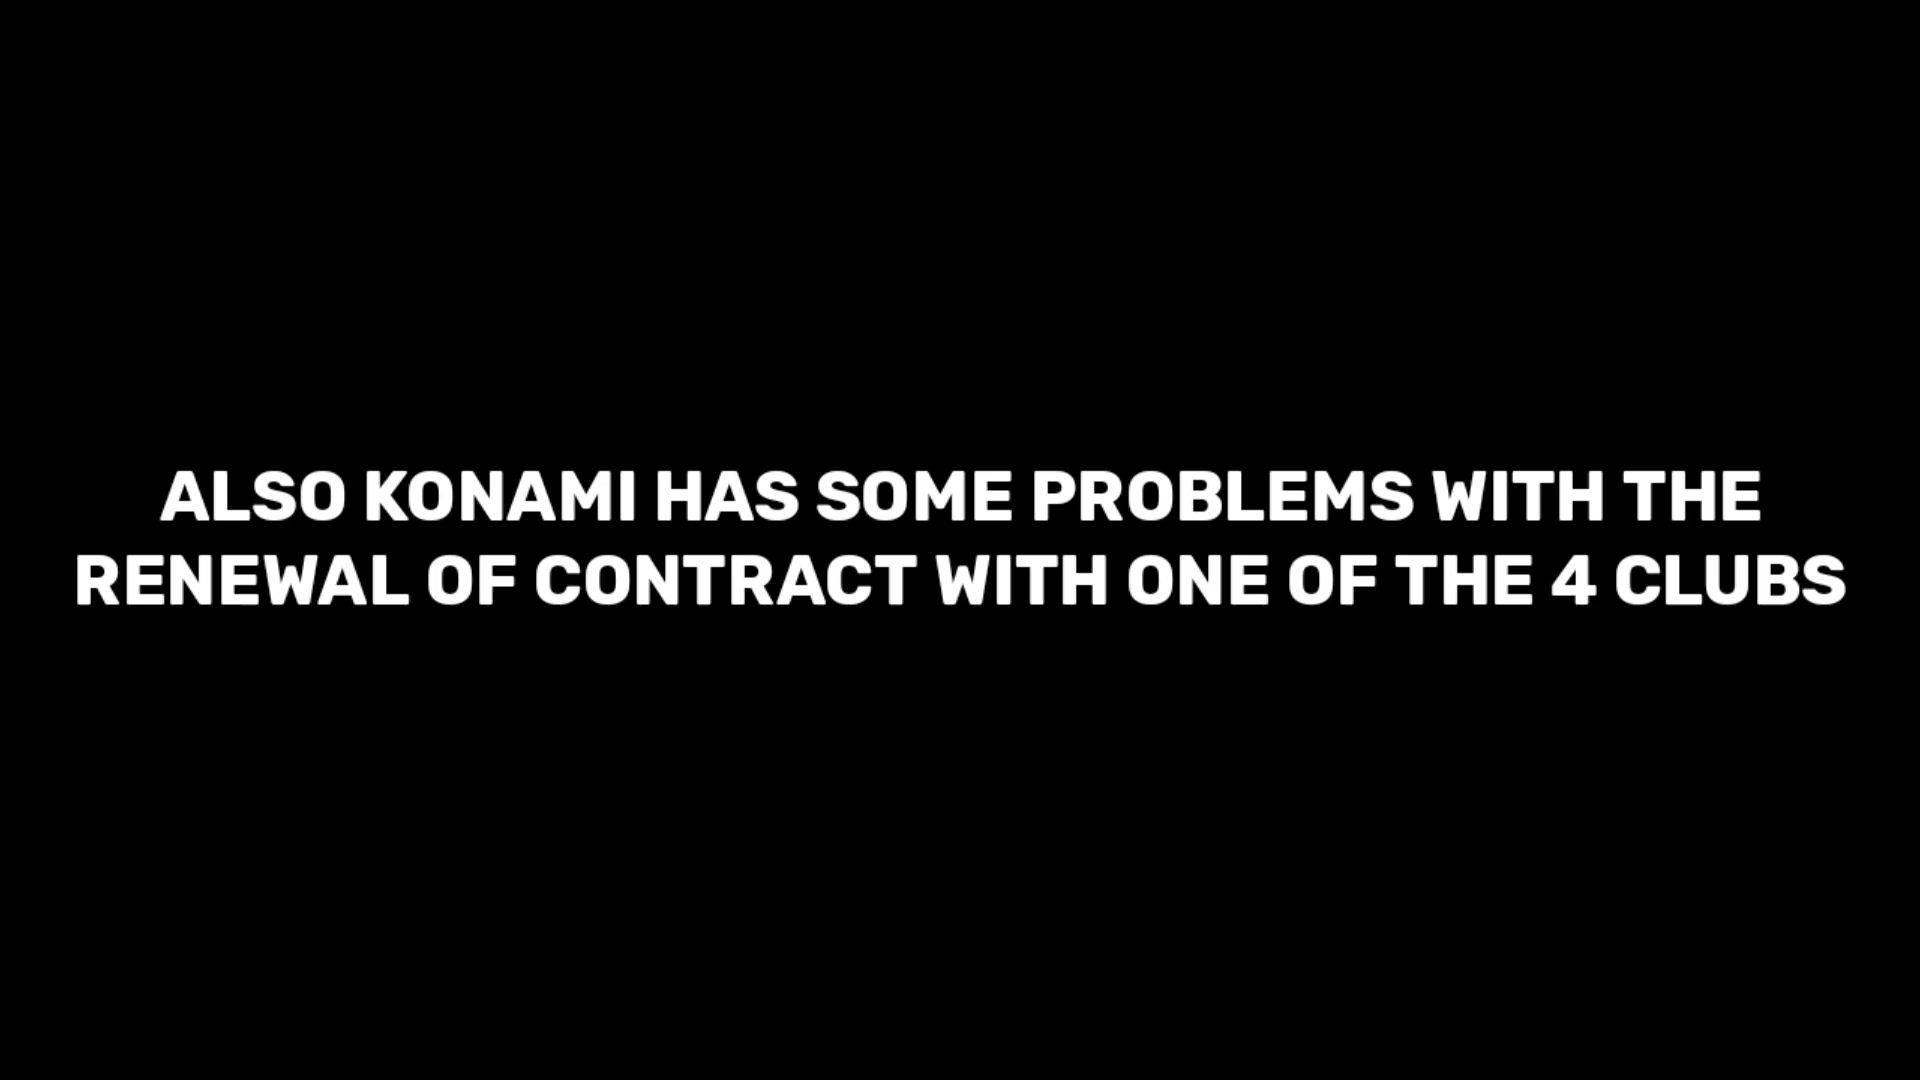 ALSO KONAMI HAS SOME PROBLEMS WITH THE
RENEWAL OF CONTRACT WITH ONE OF THE 4 CLUBS